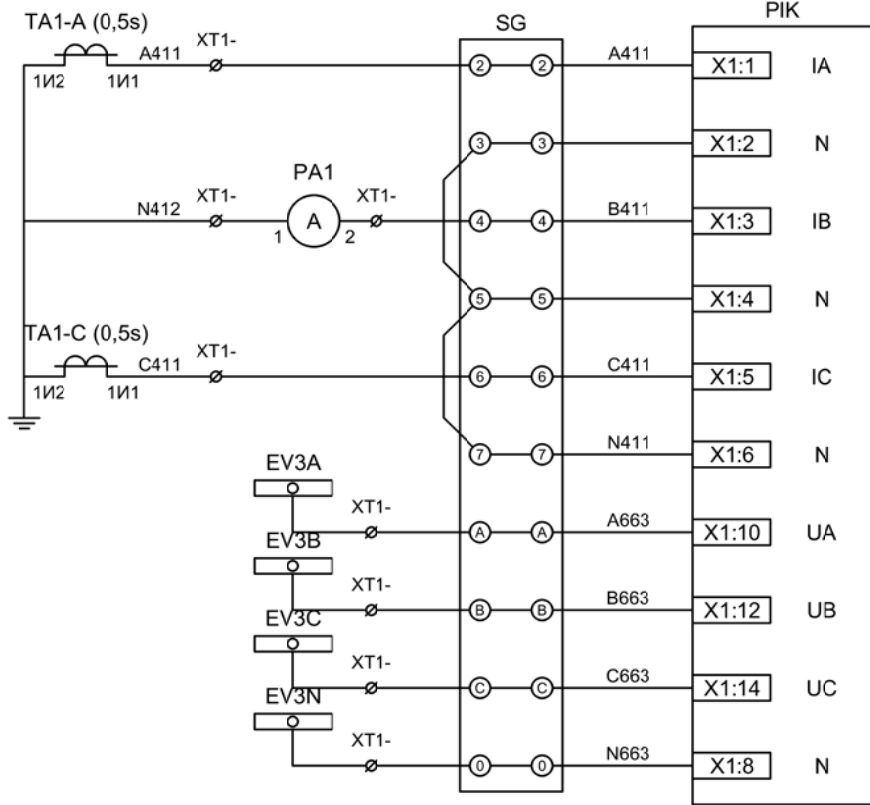 SG
PIK
TA1-A (0,5s)
XT1-
A411
1И2
1И1
2
2
A411
X1:1
IA
3
3
X1:2
N
PA1
N412
XT1-
1
A
2
XT1-
4
4
B411
X1:3
IB
5
5
X1:4
N
TA1-C (0,5s)
XT1-
C411
1И2
1И1
6
6
C411
X1:5
IC
7
7
N411
X1:6
N
EV3A
XT1-
A
A
A663
X1:10
UA
EV3B
XT1-
B
B
B663
X1:12
UB
EV3C
XT1-
C
C
C663
X1:14
UC
EV3N
XT1-
0
0
N663
X1:8
N